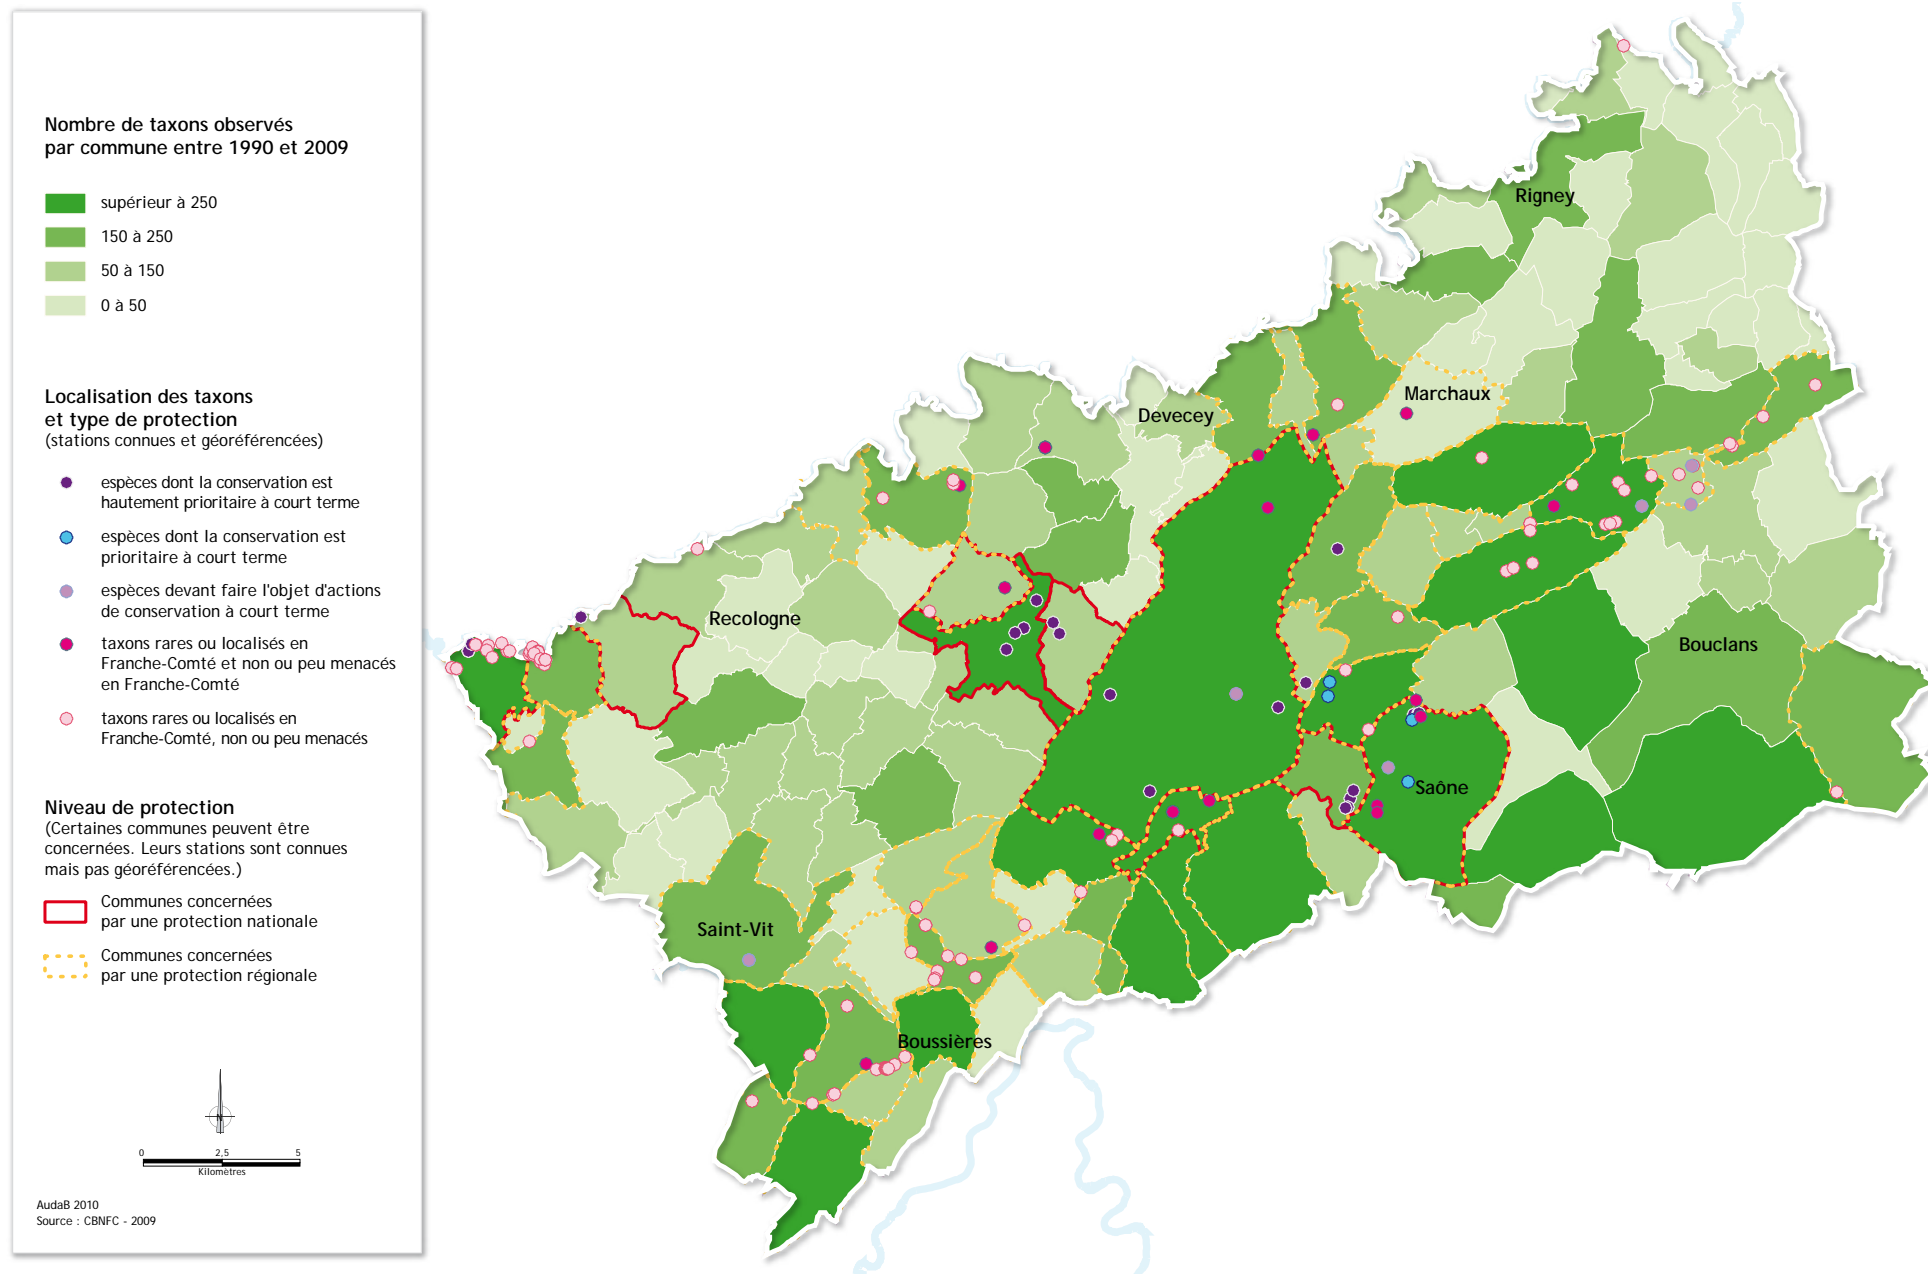 Nombre de taxons observés
par commune entre 1990 et 2009
supérieur à 250
150 à 250
50 à 150
0 à 50
Localisation des taxons
et type de protection
(stations connues et géoréférencées)
espèces dont la conservation est
hautement prioritaire à court terme
espèces dont la conservation est
prioritaire à court terme
espèces devant faire l'objet d'actions
de conservation à court terme
taxons rares ou localisés en
Franche-Comté et non ou peu menacés
en Franche-Comté
taxons rares ou localisés en
Franche-Comté, non ou peu menacés
Niveau de protection
(Certaines communes peuvent être
concernées. Leurs stations sont connues
mais pas géoréférencées.)
Communes concernées
par une protection nationale
Communes concernées
par une protection régionale
N
0 2,5 5
Kilomètres
AudaB 2010
Source : CBNFC - 2009
Rigney
Marchaux
Devecey
Recologne
Bouclans
Saône
Saint-Vit
Boussières